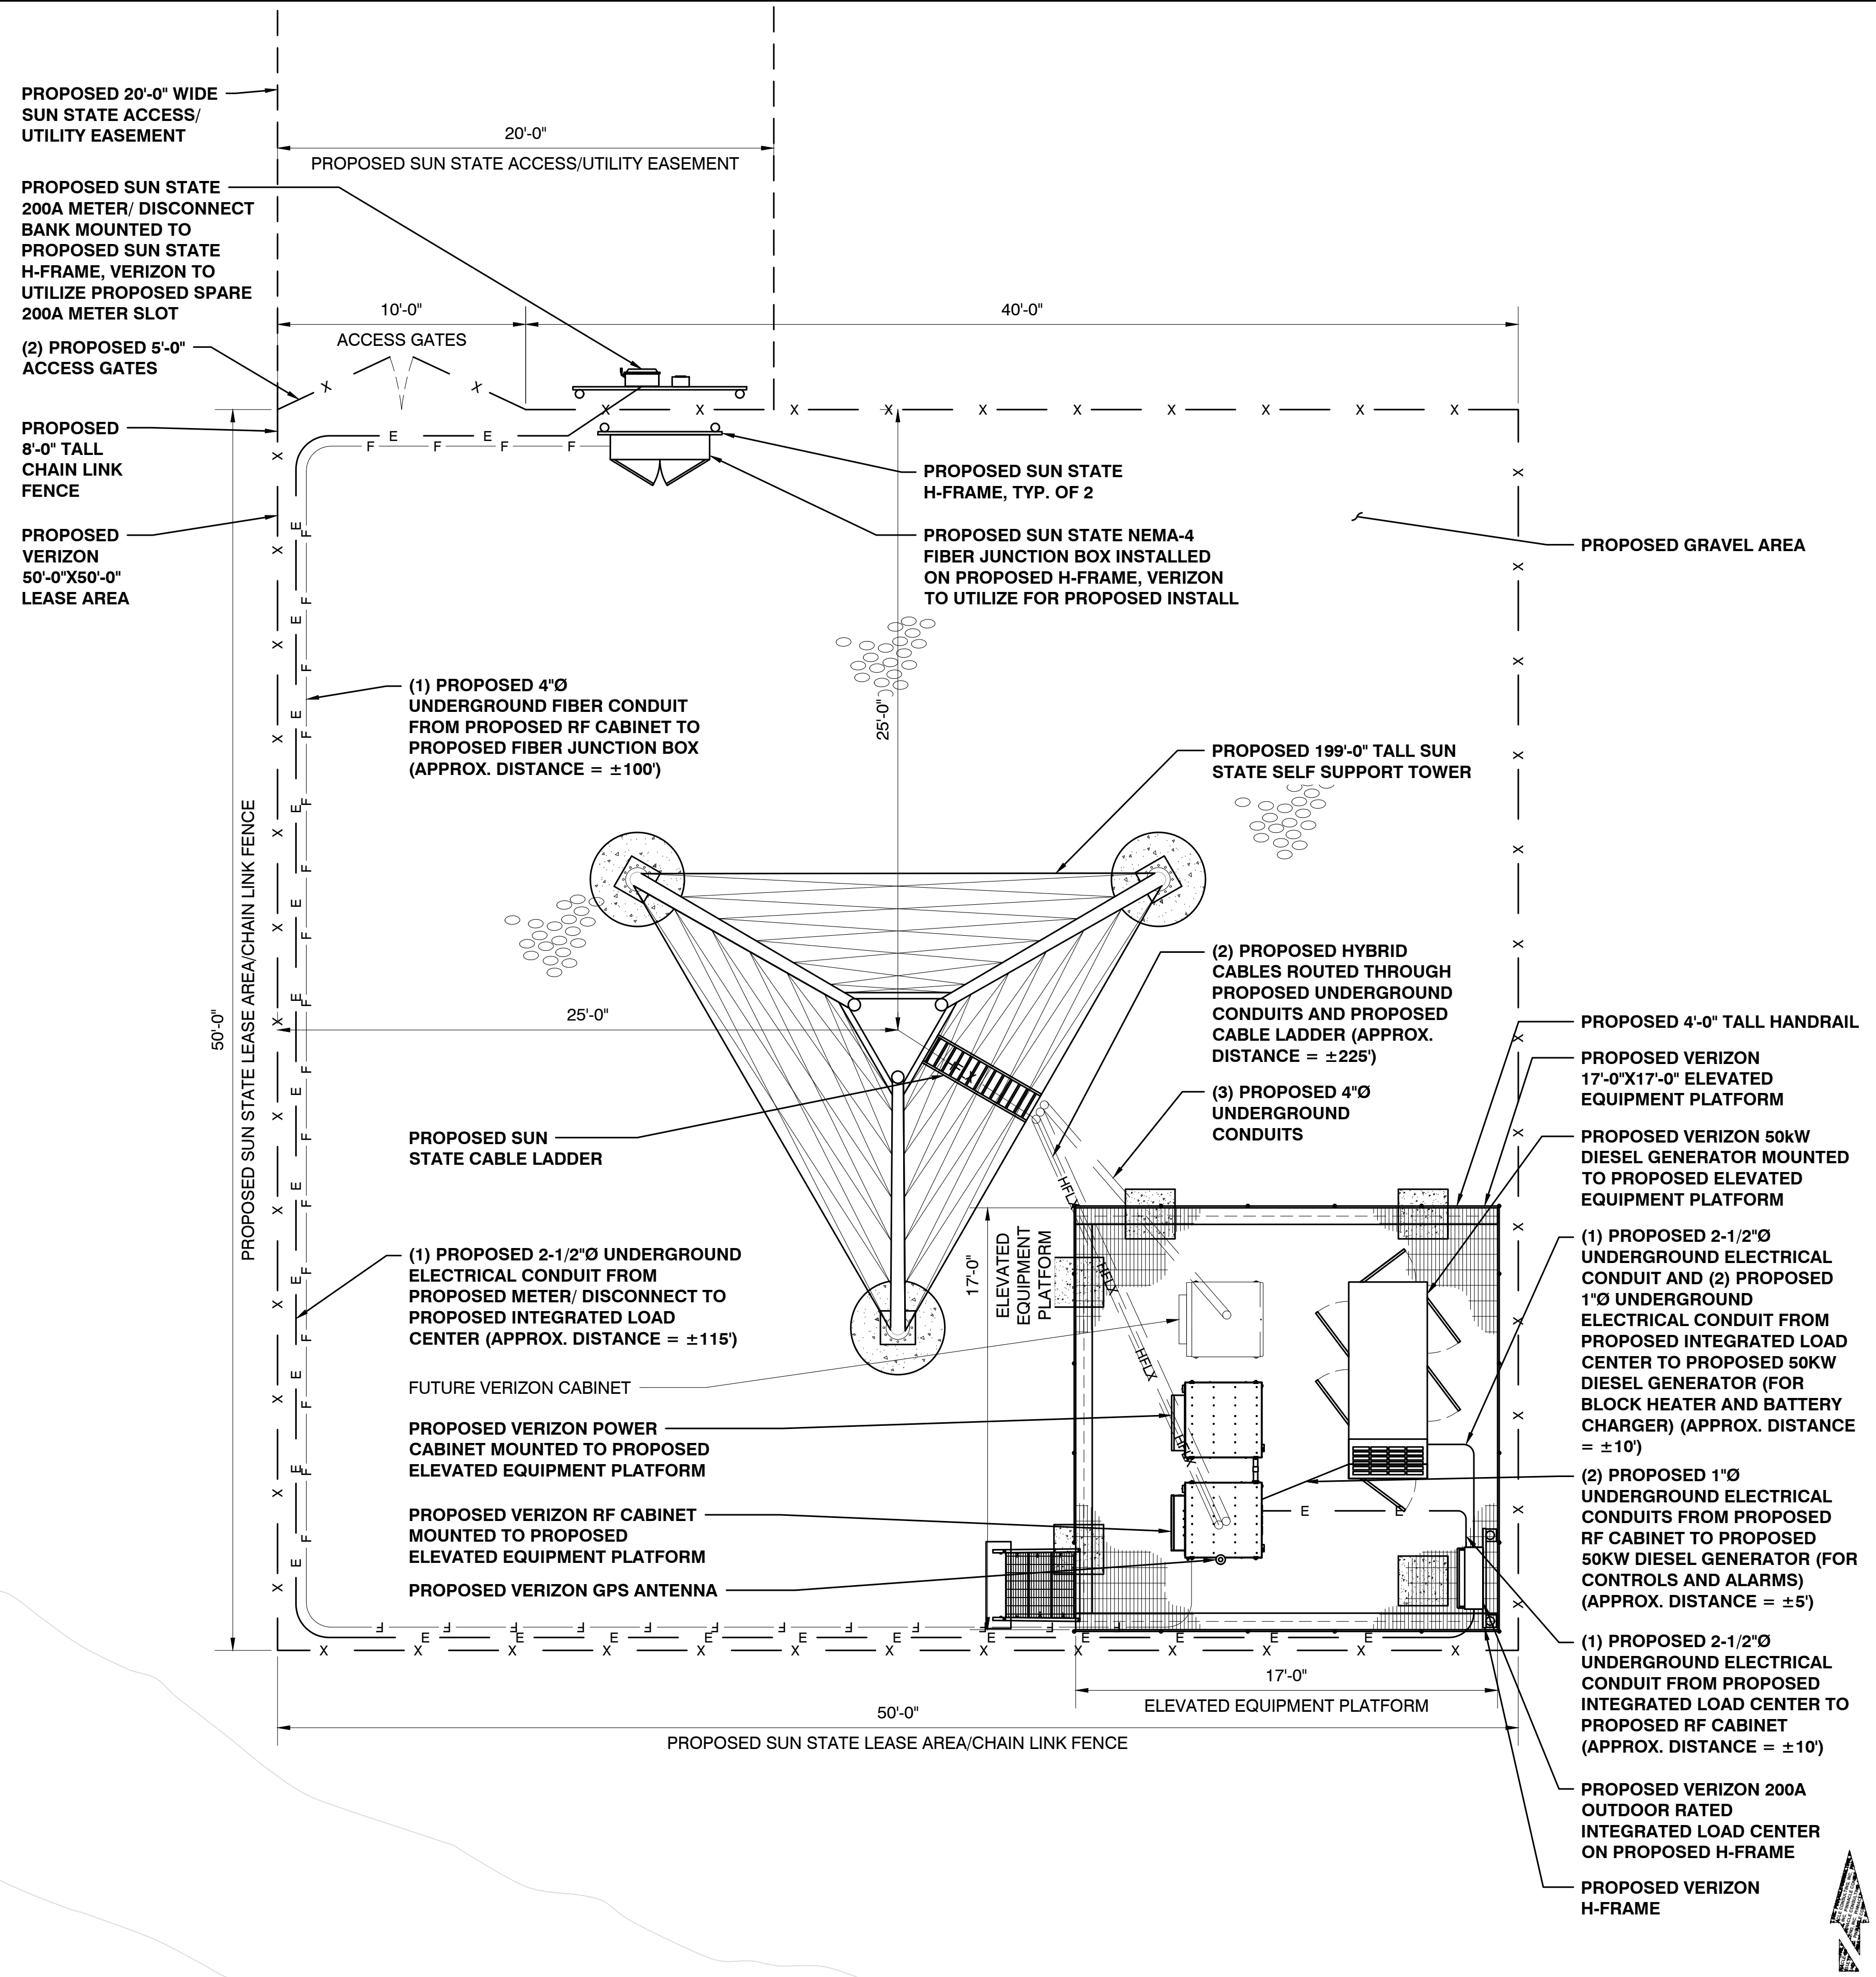 PROPOSED 20'-0" WIDE
SUN STATE ACCESS/
UTILITY EASEMENT
20'-0"
PROPOSED SUN STATE ACCESS/UTILITY EASEMENT
PROPOSED SUN STATE
200A METER/ DISCONNECT
BANK MOUNTED TO
PROPOSED SUN STATE
H-FRAME, VERIZON TO
UTILIZE PROPOSED SPARE
200A METER SLOT
10'-0"
ACCESS GATES
40'-0"
(2) PROPOSED 5'-0"
ACCESS GATES
PROPOSED
8'-0" TALL
CHAIN LINK
FENCE
PROPOSED
VERIZON
50'-0"X50'-0"
LEASE AREA
PROPOSED SUN STATE
H-FRAME, TYP. OF 2
PROPOSED SUN STATE NEMA-4
FIBER JUNCTION BOX INSTALLED
ON PROPOSED H-FRAME, VERIZON
TO UTILIZE FOR PROPOSED INSTALL
PROPOSED GRAVEL AREA
(1) PROPOSED 4"Ø
UNDERGROUND FIBER CONDUIT
FROM PROPOSED RF CABINET TO
PROPOSED FIBER JUNCTION BOX
(APPROX. DISTANCE = ±100')
25'-0"
PROPOSED 199'-0" TALL SUN
STATE SELF SUPPORT TOWER
50'-0"
PROPOSED SUN STATE LEASE AREA/CHAIN LINK FENCE
25'-0"
(2) PROPOSED HYBRID
CABLES ROUTED THROUGH
PROPOSED UNDERGROUND
CONDUITS AND PROPOSED
CABLE LADDER (APPROX.
DISTANCE = ±225')
(3) PROPOSED 4"Ø
UNDERGROUND
CONDUITS
PROPOSED SUN
STATE CABLE LADDER
PROPOSED 4'-0" TALL HANDRAIL
PROPOSED VERIZON
17'-0"X17'-0" ELEVATED
EQUIPMENT PLATFORM
PROPOSED VERIZON 50kW
DIESEL GENERATOR MOUNTED
TO PROPOSED ELEVATED
EQUIPMENT PLATFORM
(1) PROPOSED 2-1/2"Ø
UNDERGROUND ELECTRICAL
CONDUIT AND (2) PROPOSED
1"Ø UNDERGROUND
ELECTRICAL CONDUIT FROM
PROPOSED INTEGRATED LOAD
CENTER TO PROPOSED 50KW
DIESEL GENERATOR (FOR
BLOCK HEATER AND BATTERY
CHARGER) (APPROX. DISTANCE
= ±10')
(1) PROPOSED 2-1/2"Ø UNDERGROUND
ELECTRICAL CONDUIT FROM
PROPOSED METER/ DISCONNECT TO
PROPOSED INTEGRATED LOAD
CENTER (APPROX. DISTANCE = ±115')
17'-0"
ELEVATED
EQUIPMENT
PLATFORM
HFLX
HFLX
HFLX
HFLX
FUTURE VERIZON CABINET
PROPOSED VERIZON POWER
CABINET MOUNTED TO PROPOSED
ELEVATED EQUIPMENT PLATFORM
PROPOSED VERIZON RF CABINET
MOUNTED TO PROPOSED
ELEVATED EQUIPMENT PLATFORM
PROPOSED VERIZON GPS ANTENNA
(2) PROPOSED 1"Ø
UNDERGROUND ELECTRICAL
CONDUITS FROM PROPOSED
RF CABINET TO PROPOSED
50KW DIESEL GENERATOR (FOR
CONTROLS AND ALARMS)
(APPROX. DISTANCE = ±5')
(1) PROPOSED 2-1/2"Ø
UNDERGROUND ELECTRICAL
CONDUIT FROM PROPOSED
INTEGRATED LOAD CENTER TO
PROPOSED RF CABINET
(APPROX. DISTANCE = ±10')
17'-0"
ELEVATED EQUIPMENT PLATFORM
50'-0"
PROPOSED SUN STATE LEASE AREA/CHAIN LINK FENCE
PROPOSED VERIZON 200A
OUTDOOR RATED
INTEGRATED LOAD CENTER
ON PROPOSED H-FRAME
PROPOSED VERIZON
H-FRAME